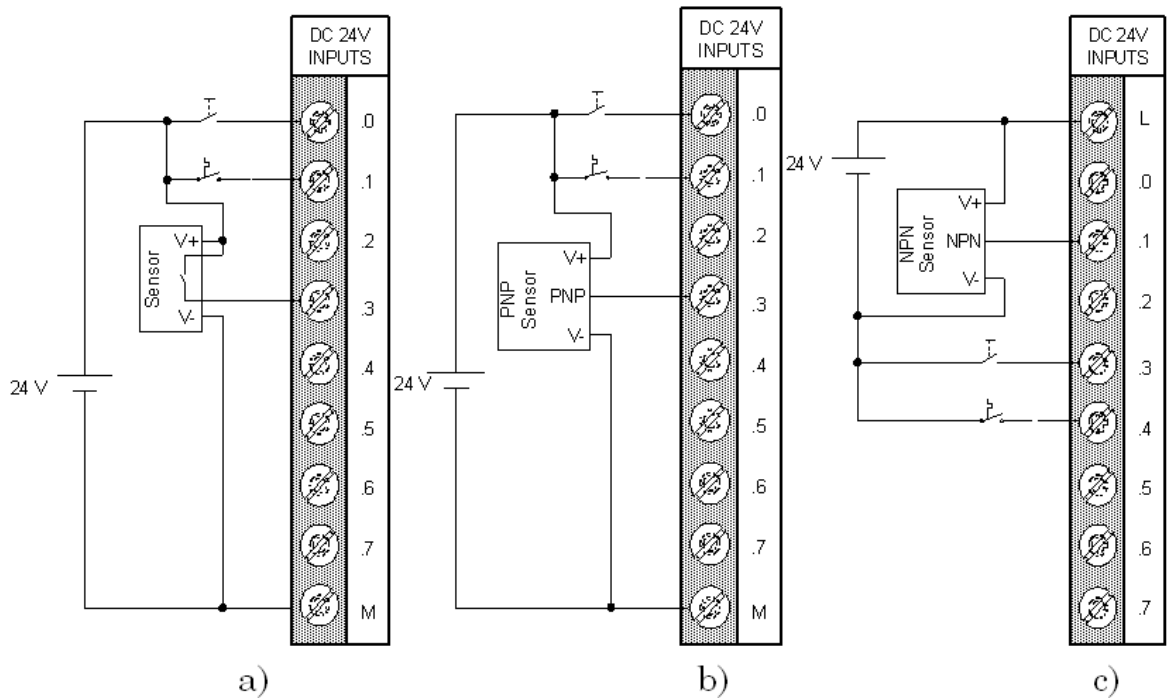 DC 24V
INPUTS
.0
.1
V+
Sensor
.2
V-
.3
24 V
.4
.5
.6
.7
M
a)
DC 24V
INPUTS
.0
.1
.2
V+
PNP
Sensor
PNP
.3
V-
.4
24 V
.5
.6
.7
M
b)
DC 24V
INPUTS
L
24 V
.0
V+
NPN
Sensor
NPN
.1
V-
.2
.3
.4
.5
.6
.7
c)